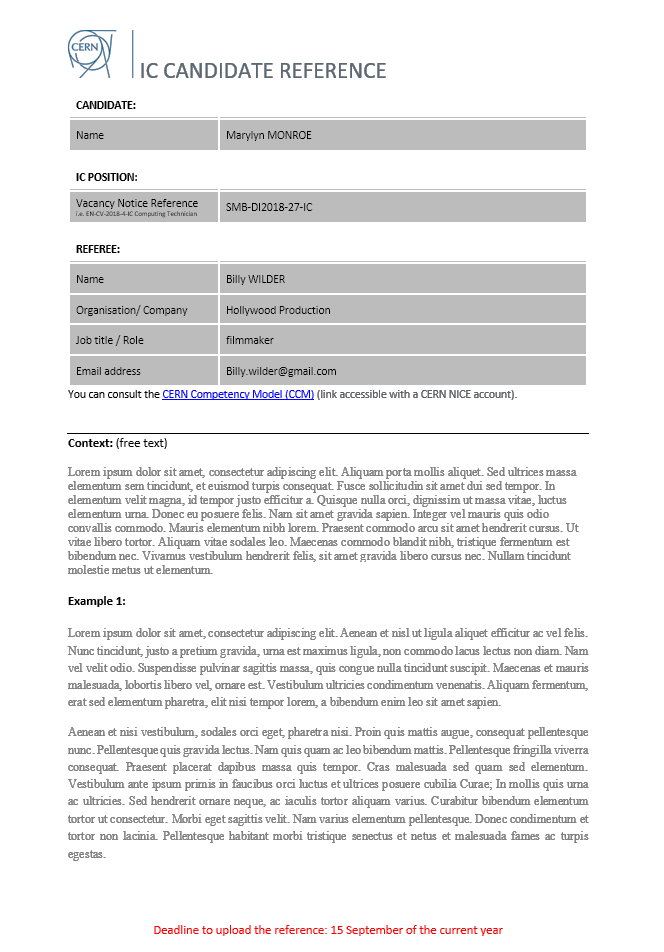 CERN
IC CANDIDATE REFERENCE
CANDIDATE:
Name Marylyn MONROE
IC POSITION:
Vacancy Notice Reference SMB-DI2018-27-IC
i.e. EN-CV-2018-4-IC Computing Technician
REFEREE:
Name Billy WILDER
Organisation/ Company Hollywood Production
Job title / Role filmmaker
Email address Billy.wilder@gmail.com
You can consult the CERN Competency Model (CCM) (link accessible with a CERN NICE account).
Context: (free text)
Lorem ipsum dolor sit amet, consectetur adipiscing elit. Aliquam porta mollis aliquet. Sed ultrices massa
elementum sem tincidunt, et euismod turpis consequat. Fusce sollicitudin sit amet dui sed tempor. In
elementum velit magna, id tempor justo efficitur a. Quisque nulla orci, dignissim ut massa vitae, luctus
elementum urna. Donec eu posuere felis. Nam sit amet gravida sapien. Integer vel mauris quis odio
convallis commodo. Mauris elementum nibh lorem. Praesent commodo arcu sit amet hendrerit cursus. Ut
vitae libero tortor. Aliquam vitae sodales leo. Maecenas commodo blandit nibh, tristique fermentum est
bibendum nec. Vivamus vestibulum hendrerit felis, sit amet gravida libero cursus nec. Nullam tincidunt
molestie metus ut elementum.
Example 1:
Lorem ipsum dolor sit amet, consectetur adipiscing elit. Aenean et nisl ut ligula aliquet efficitur ac vel felis.
Nunc tincidunt, justo a pretium gravida, urna est maximus ligula, non commodo lacus lectus non diam. Nam
vel velit odio. Suspendisse pulvinar sagittis massa, quis congue nulla tincidunt suscipit. Maecenas et mauris
malesuada, lobortis libero vel, ornare est. Vestibulum ultricies condimentum venenatis. Aliquam fermentum,
erat sed elementum pharetra, elit nisi tempor lorem, a bibendum enim leo sit amet sapien.
Aenean et nisi vestibulum, sodales orci eget, pharetra nisi. Proin quis mattis augue, consequat pellentesque
nunc. Pellentesque quis gravida lectus. Nam quis quam ac leo bibendum mattis. Pellentesque fringilla viverra
consequat. Praesent placerat dapibus massa quis tempor. Cras malesuada sed quam sed elementum.
Vestibulum ante ipsum primis in faucibus orci luctus et ultrices posuere cubilia Curae; In mollis quis urna
ac ultricies. Sed hendrerit ornare neque, ac iaculis tortor aliquam varius. Curabitur bibendum elementum
tortor ut consectetur. Morbi eget sagittis velit. Nam varius elementum pellentesque. Donec condimentum et
tortor non lacinia. Pellentesque habitant morbi tristique senectus et netus et malesuada fames ac turpis
egestas.
Deadline to upload the reference: 15 September of the current year